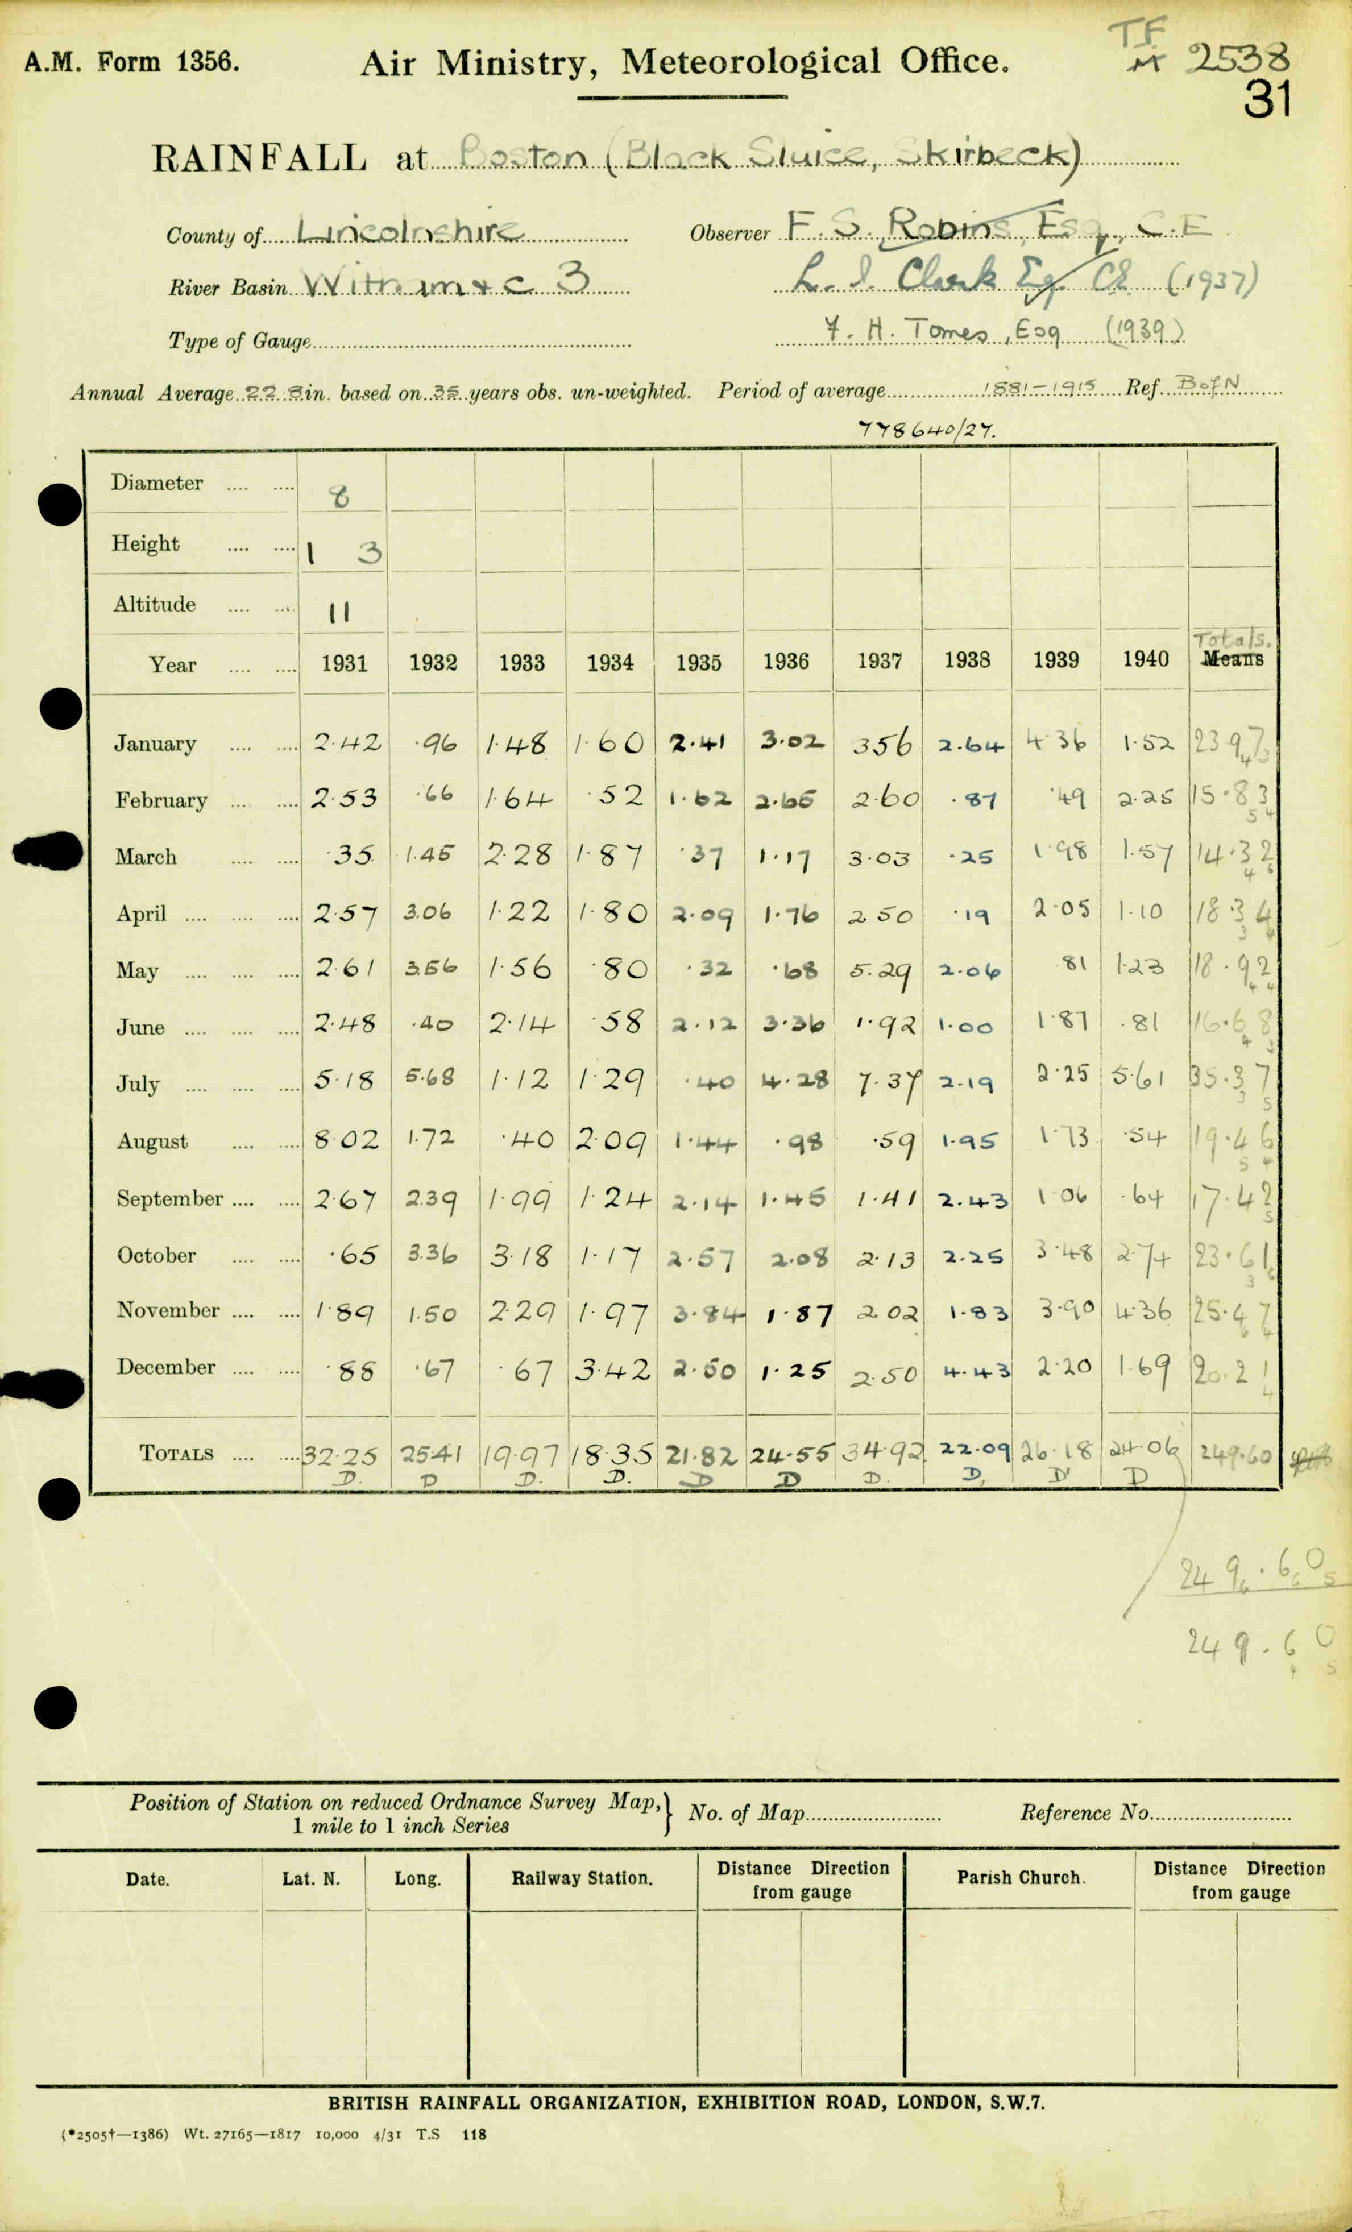 TF
A.M. Form 1356. Air Ministry, Meteorological Office. 2538
31
RAINFALL at Boston (Black Sluice, Skirbeck)
County of Lincolnshire Observer F. S. Robins, Esq., C.E
River Basin Witham & C 3 L. I. Clark Esq. CE (1937)
Type of Gauge F. H. Tomes, Esq (1939)
Annual Average 22.8 in. based on 35 years obs. un-weighted. Period of average 1881-1915 Ref. B of N
778640/27.
Diameter .... .... 8
Height .... .... 1 3
Altitude .... .... 11
Totals.
Year .... .... 1931 1932 1933 1934 1935 1936 1937 1938 1939 1940 Means
January .... .... 2.42 .96 1.48 1.60 2.41 3.02 3.56 2.64 4.36 1.52 23.97
February .... .... 2.53 .66 1.64 .52 1.62 2.65 2.60 .87 .49 2.25 15.83
March .... .... .35 1.45 2.28 1.87 .37 1.17 3.03 .25 1.98 1.57 14.32
April .... .... .... 2.57 3.06 1.22 1.80 2.09 1.76 2.50 .19 2.05 1.10 18.34
May .... .... .... 2.61 3.56 1.56 .80 .32 .68 5.29 2.06 .81 1.23 18.92
June .... .... .... 2.48 .40 2.14 .58 2.12 3.36 1.92 1.00 1.87 .81 16.68
July .... .... .... 5.18 5.68 1.12 1.29 .40 4.28 7.37 2.19 2.25 5.61 35.37
August .... .... 8.02 1.72 .40 2.09 1.44 .98 .59 1.95 1.73 .54 19.46
September .... .... 2.67 2.39 1.99 1.24 2.14 1.45 1.41 2.43 1.06 .64 17.42
October .... .... .65 3.36 3.18 1.17 2.57 2.08 2.13 2.25 3.48 2.74 23.61
November .... .... 1.89 1.50 2.29 1.97 3.84 1.87 2.02 1.83 3.90 4.36 25.47
December .... .... .88 .67 .67 3.42 2.50 1.25 2.50 4.43 2.20 1.69 20.21
TOTALS .... .... 32.25 25.41 19.97 18.35 21.82 24.55 34.92 22.09 26.18 24.06 249.60
D. D D. D. D D D. D. D D
249.60
249.60
Position of Station on reduced Ordnance Survey Map, } No. of Map Reference No.
1 mile to 1 inch Series
Date. Lat. N. Long. Railway Station. Distance Direction from gauge Parish Church. Distance Direction from gauge
BRITISH RAINFALL ORGANIZATION, EXHIBITION ROAD, LONDON, S.W.7.
(*2505†—1386) Wt. 27165—1817 10,000 4/31 T.S 118